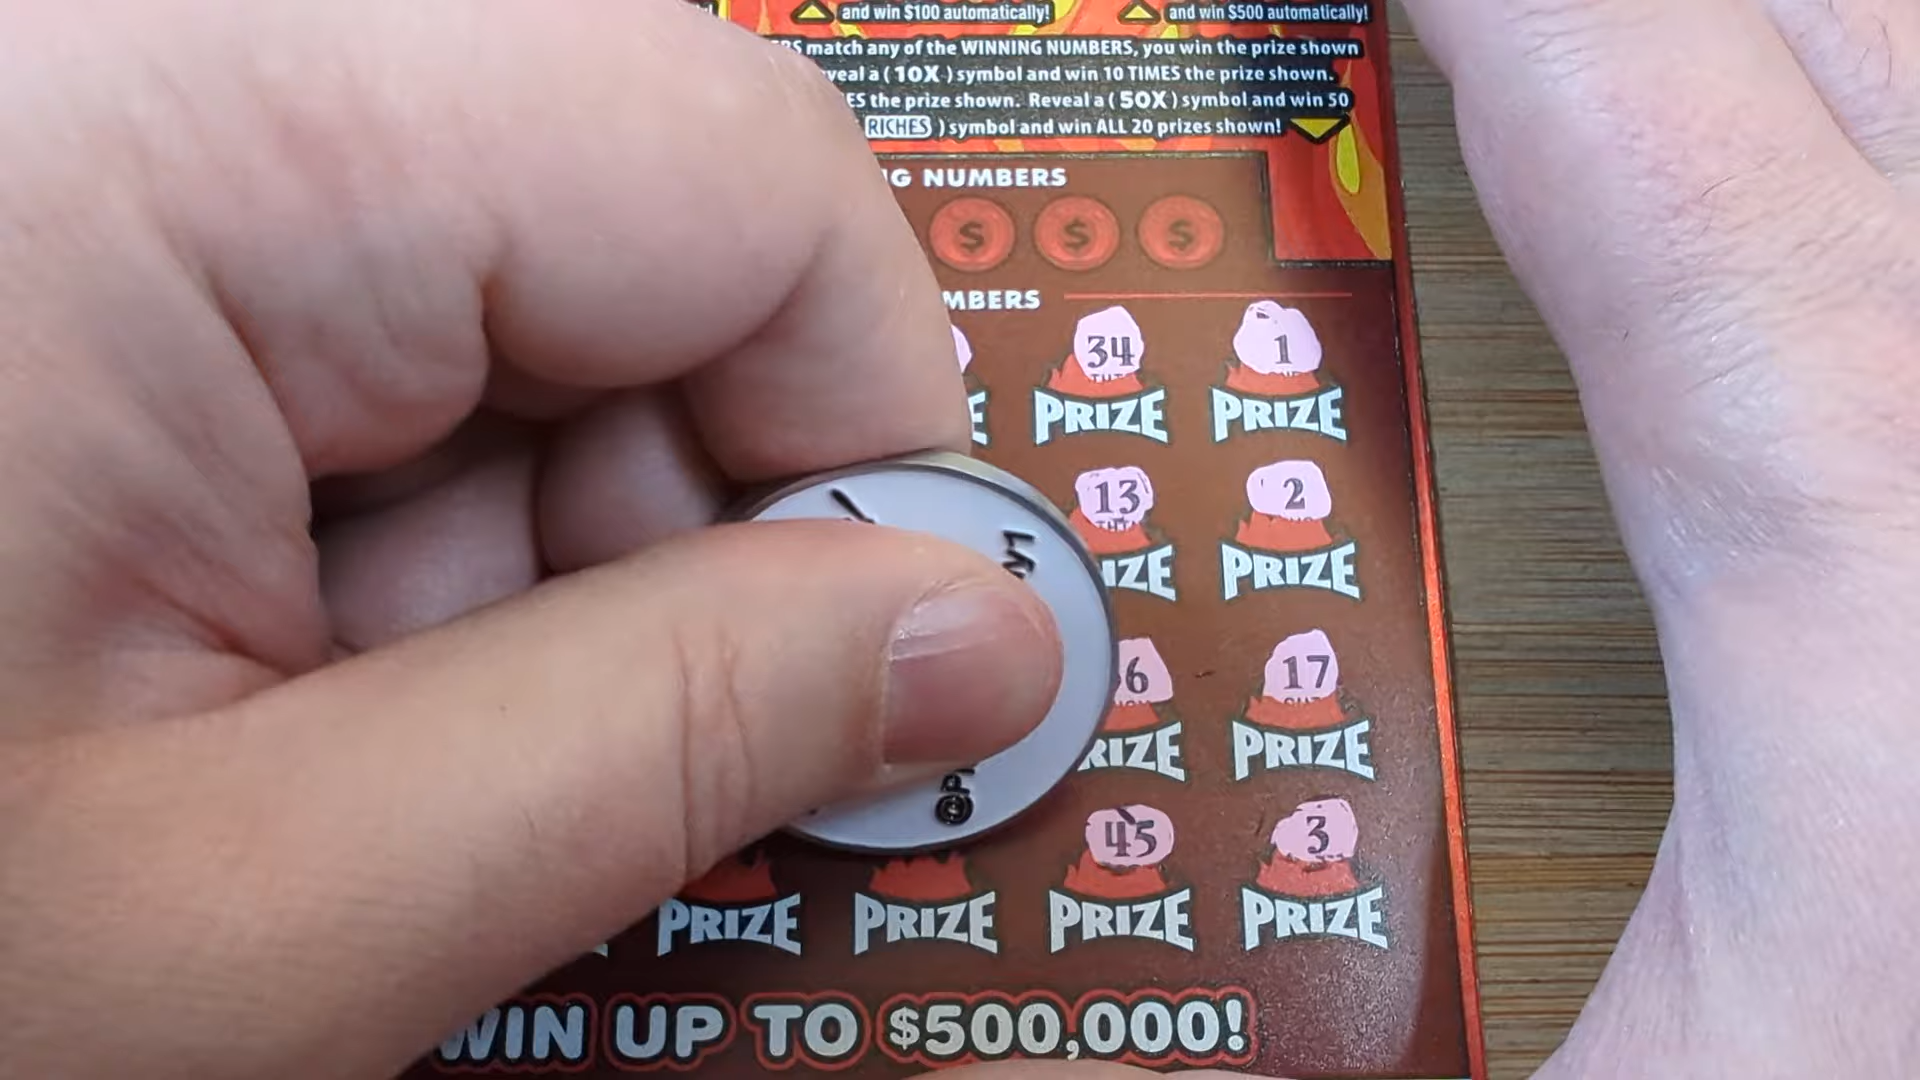 and win $100 automatically!
and win $500 automatically!
match any of the WINNING NUMBERS, you win the prize shown
a (10X) symbol and win 10 TIMES the prize shown.
the prize shown. Reveal a (50X) symbol and win 50
RICHES ) symbol and win ALL 20 prizes shown!
NUMBERS
$ $ $
34 1
PRIZE PRIZE
13 2
PRIZE
17
PRIZE
45 3
PRIZE PRIZE PRIZE PRIZE
WIN UP TO $500,000!